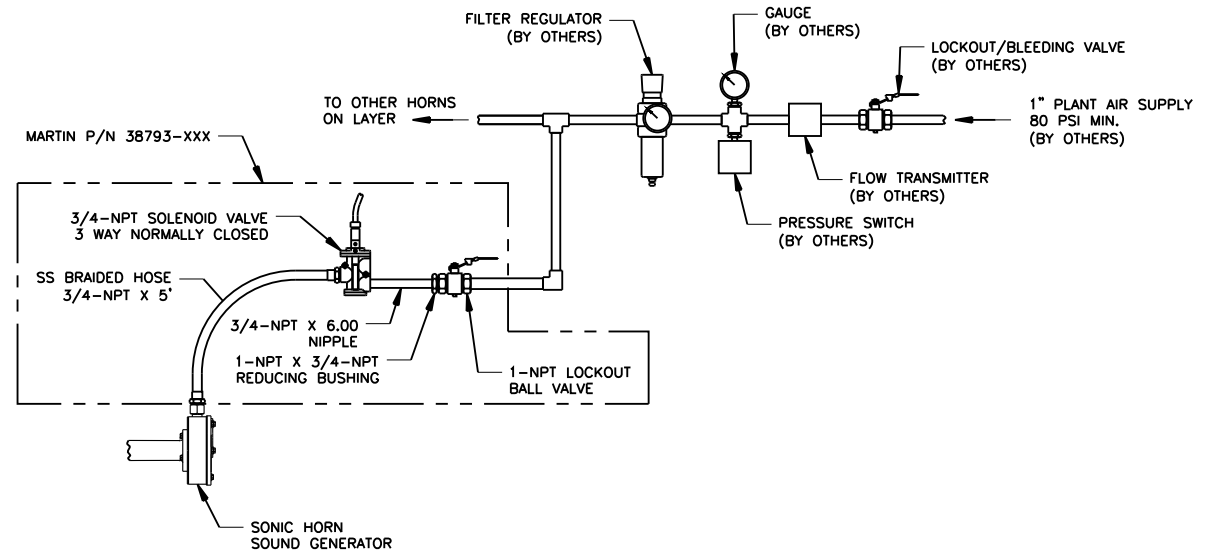 FILTER REGULATOR
(BY OTHERS)
GAUGE
(BY OTHERS)
LOCKOUT/BLEEDING VALVE
(BY OTHERS)
TO OTHER HORNS
ON LAYER
1" PLANT AIR SUPPLY
80 PSI MIN.
(BY OTHERS)
MARTIN P/N 38793-XXX
FLOW TRANSMITTER
(BY OTHERS)
PRESSURE SWITCH
(BY OTHERS)
3/4-NPT SOLENOID VALVE
3 WAY NORMALLY CLOSED
SS BRAIDED HOSE
3/4-NPT X 5'
3/4-NPT X 6.00
NIPPLE
1-NPT X 3/4-NPT
REDUCING BUSHING
1-NPT LOCKOUT
BALL VALVE
SONIC HORN
SOUND GENERATOR